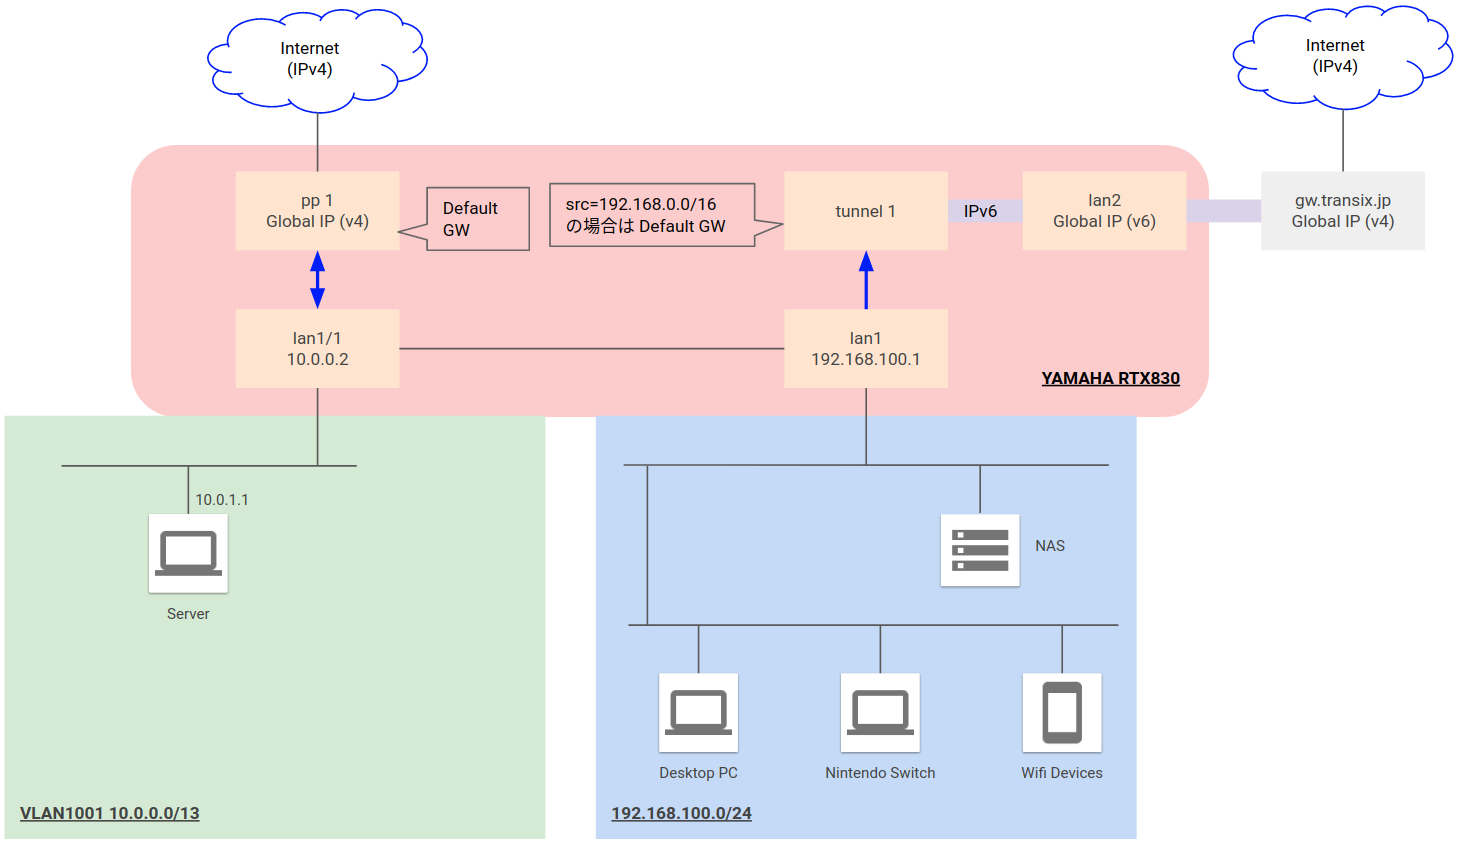 Internet
(IPv4)
Internet
(IPv4)
pp 1
Global IP (v4)
Default
GW
src=192.168.0.0/16
の場合は Default GW
tunnel 1
IPv6
lan2
Global IP (v6)
gw.transix.jp
Global IP (v4)
lan1/1
10.0.0.2
lan1
192.168.100.1
YAMAHA RTX830
10.0.1.1
Server
NAS
Desktop PC
Nintendo Switch
Wifi Devices
VLAN1001 10.0.0.0/13
192.168.100.0/24